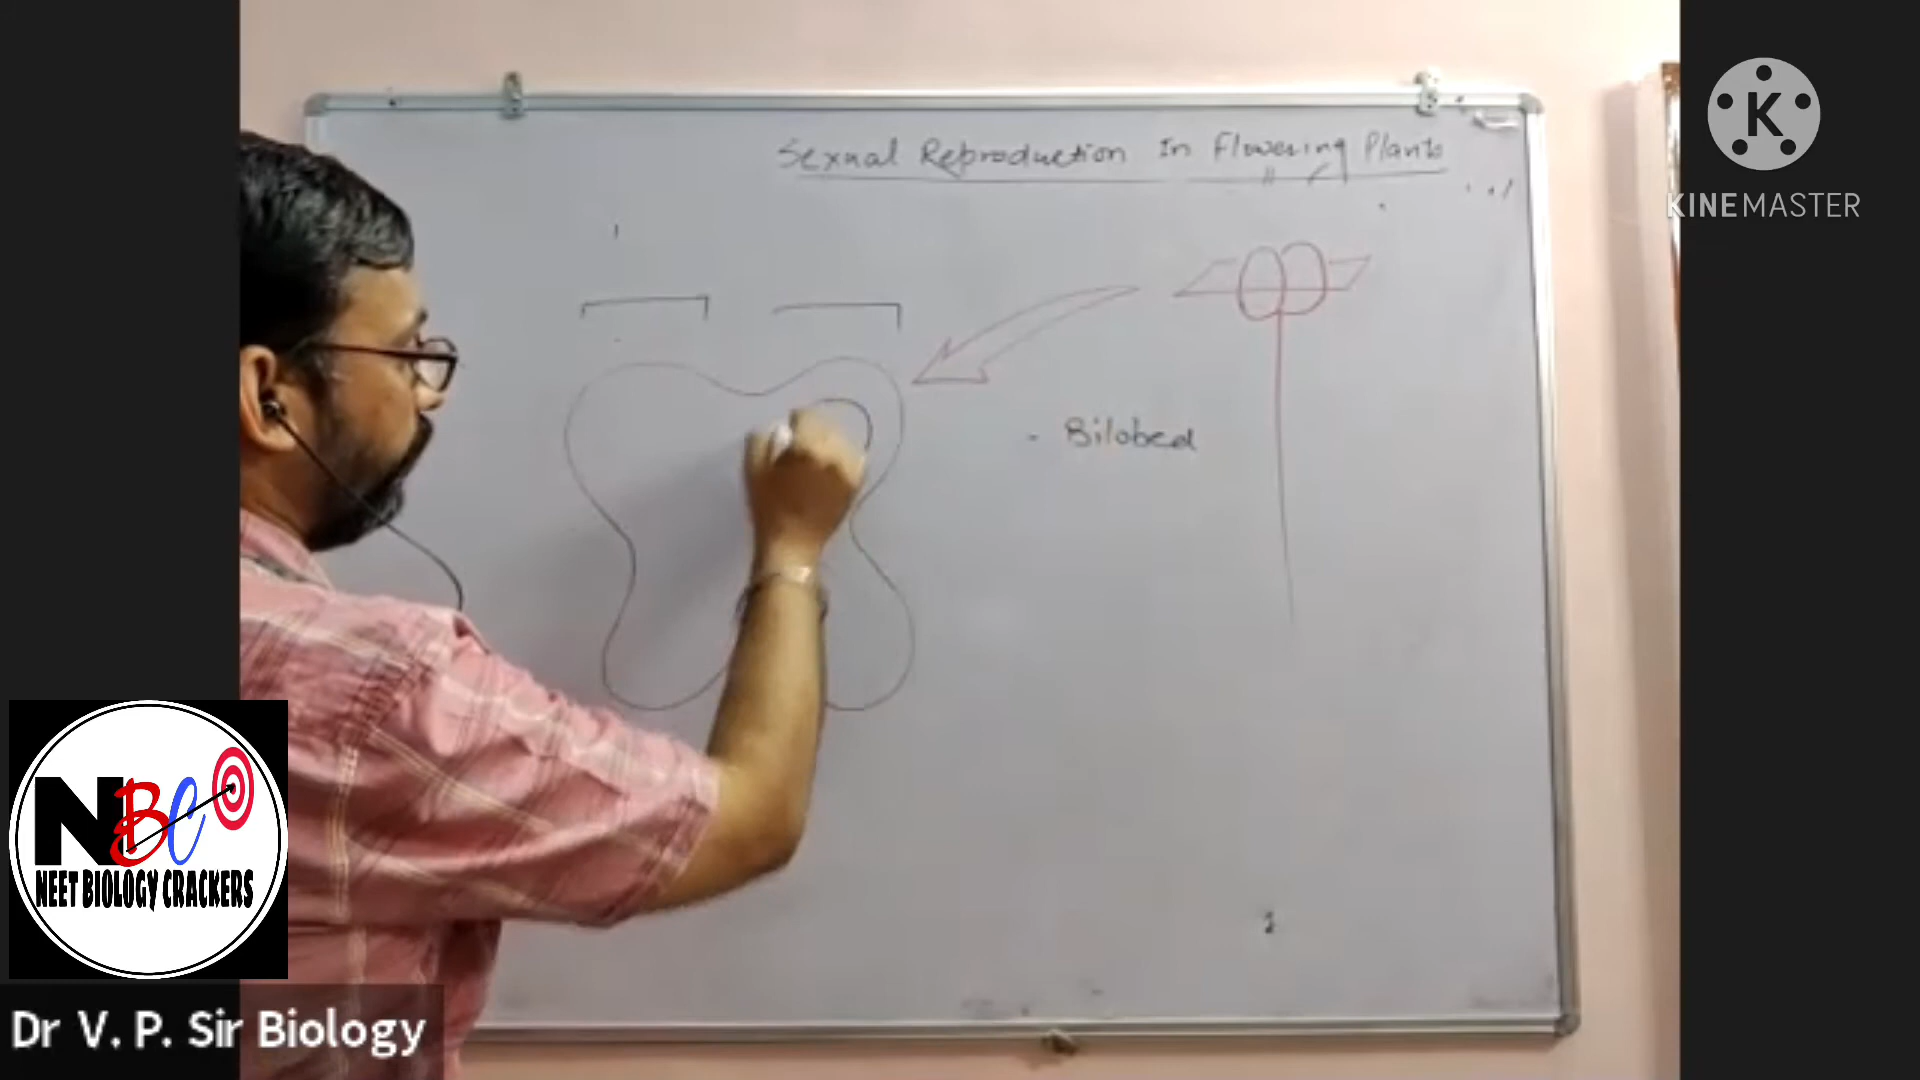 Sexual Reproduction In Flowering Plants
K
KINEMASTER
- Bilobed
NBC
NEET BIOLOGY CRACKERS
Dr V. P. Sir Biology